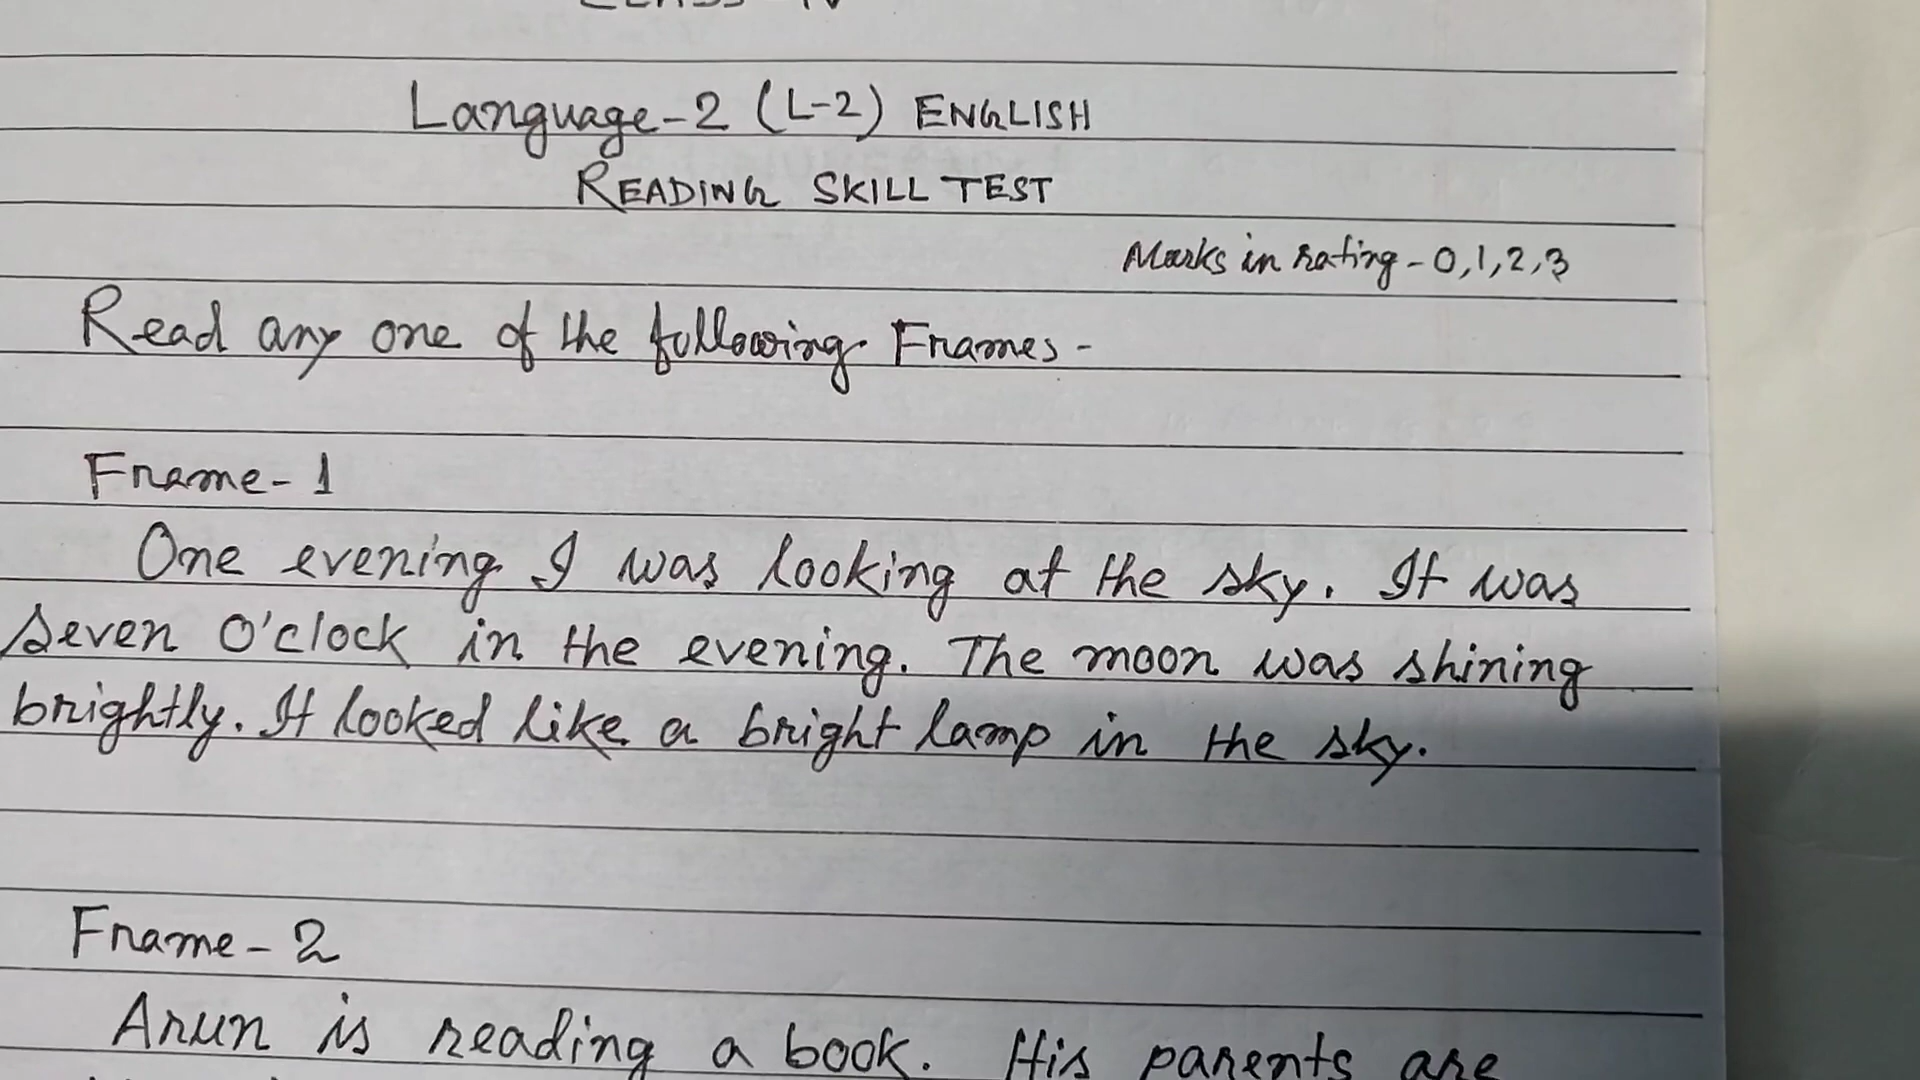 CLASS-IV
Language-2 (L-2) ENGLISH
READING SKILL TEST
Marks in rating-0,1,2,3
Read any one of the following Frames-
Frame-1
One evening I was looking at the sky. It was
seven o'clock in the evening. The moon was shining
brightly. It looked like a bright lamp in the sky.
Frame-2
Arun is reading a book. His parents are